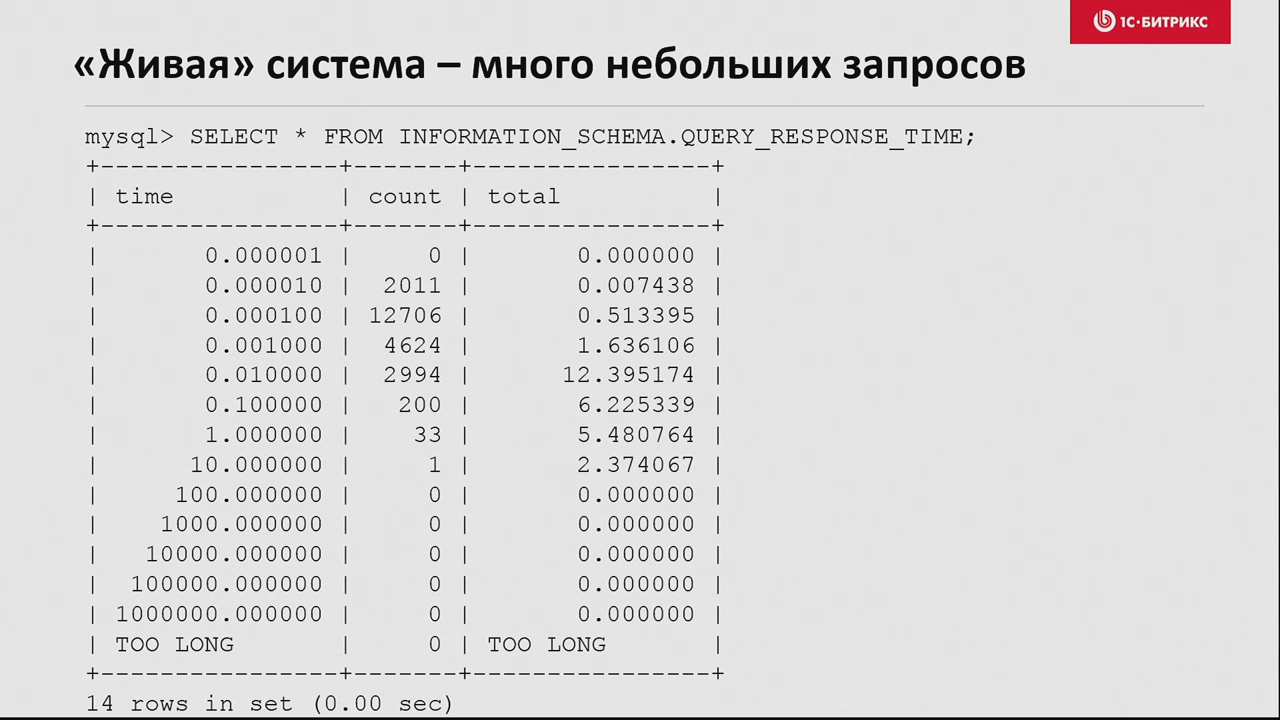 1С-БИТРИКС
«Живая» система – много небольших запросов
mysql> SELECT * FROM INFORMATION_SCHEMA.QUERY_RESPONSE_TIME;
+----------------+-------+----------------+
| time           | count | total          |
+----------------+-------+----------------+
|       0.000001 |     0 |       0.000000 |
|       0.000010 |  2011 |       0.007438 |
|       0.000100 | 12706 |       0.513395 |
|       0.001000 |  4624 |       1.636106 |
|       0.010000 |  2994 |      12.395174 |
|       0.100000 |   200 |       6.225339 |
|       1.000000 |    33 |       5.480764 |
|      10.000000 |     1 |       2.374067 |
|     100.000000 |     0 |       0.000000 |
|    1000.000000 |     0 |       0.000000 |
|   10000.000000 |     0 |       0.000000 |
|  100000.000000 |     0 |       0.000000 |
| 1000000.000000 |     0 |       0.000000 |
| TOO LONG       |     0 | TOO LONG       |
+----------------+-------+----------------+
14 rows in set (0.00 sec)